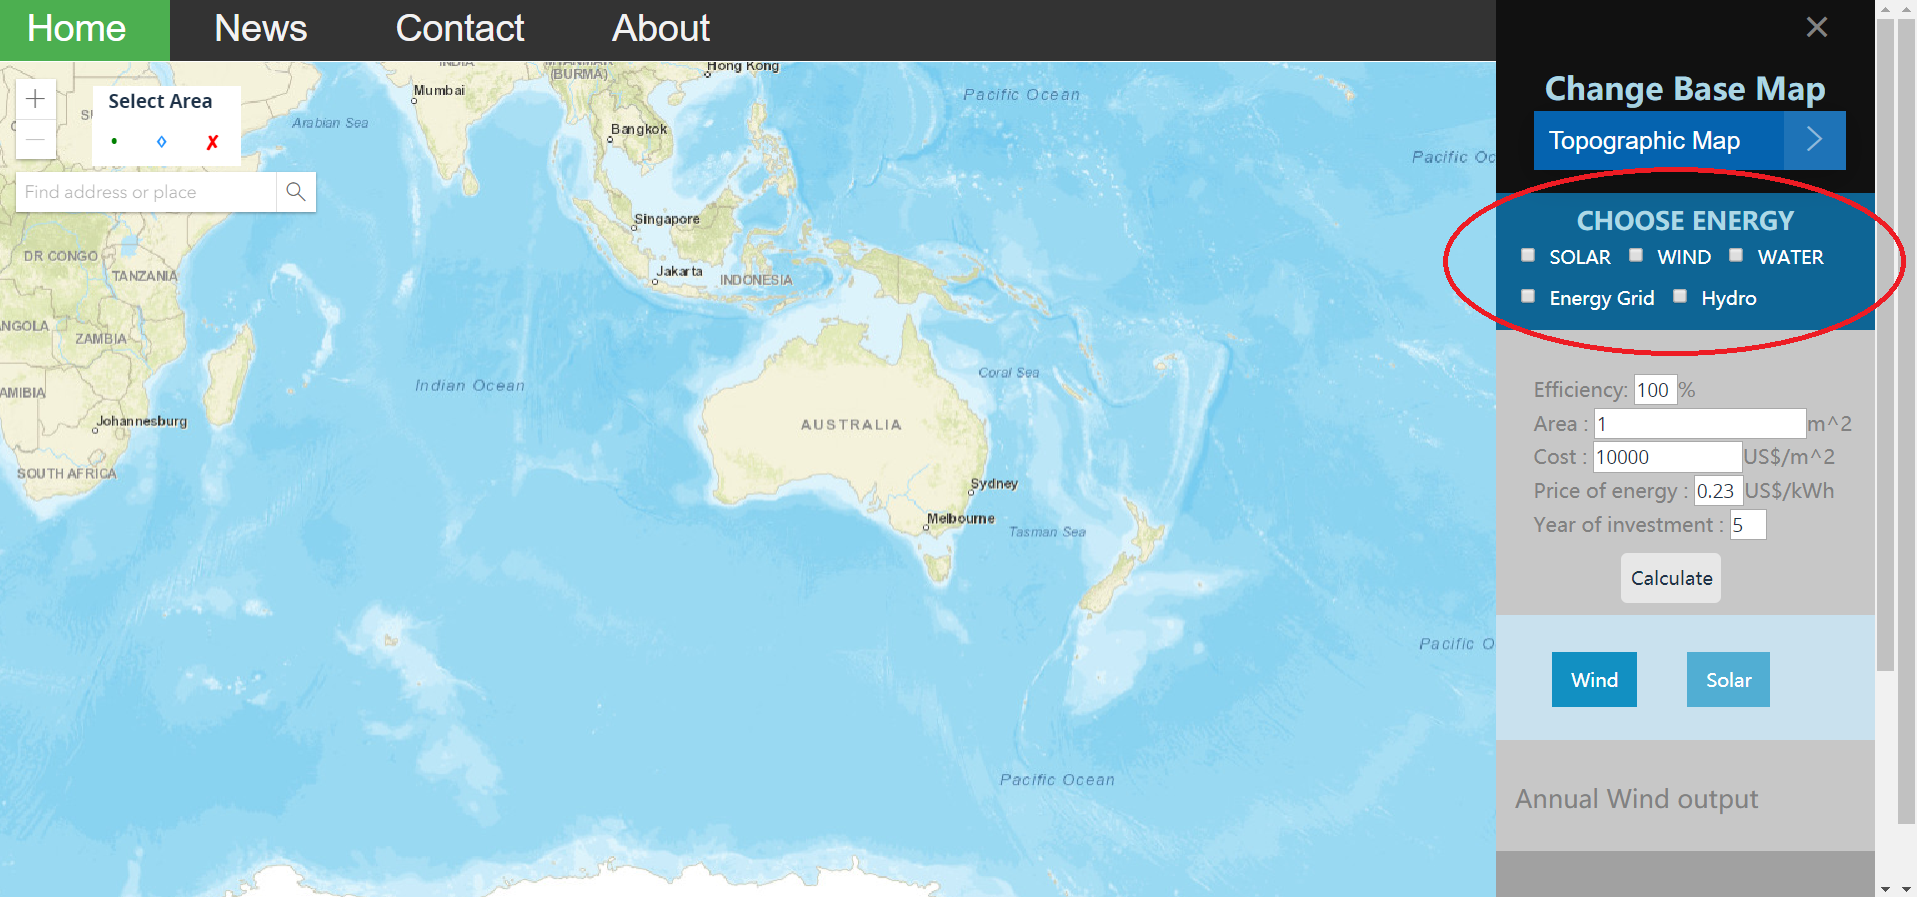 Home News Contact About
Select Area
Find address or place
INDIA
MYANMAR
(BURMA)
Hong Kong
Mumbai
Pacific Ocean
Arabian Sea
Bangkok
Singapore
DR CONGO
TANZANIA
Jakarta
INDONESIA
ANGOLA
ZAMBIA
Indian Ocean
Coral Sea
AMIBIA
Johannesburg
AUSTRALIA
SOUTH AFRICA
Sydney
Melbourne
Tasman Sea
Pacific Oc
Pacific O
Pacific Ocean
Change Base Map
Topographic Map
CHOOSE ENERGY
SOLAR WIND WATER
Energy Grid Hydro
Efficiency: 100 %
Area : 1 m^2
Cost : 10000 US$/m^2
Price of energy : 0.23 US$/kWh
Year of investment : 5
Calculate
Wind Solar
Annual Wind output